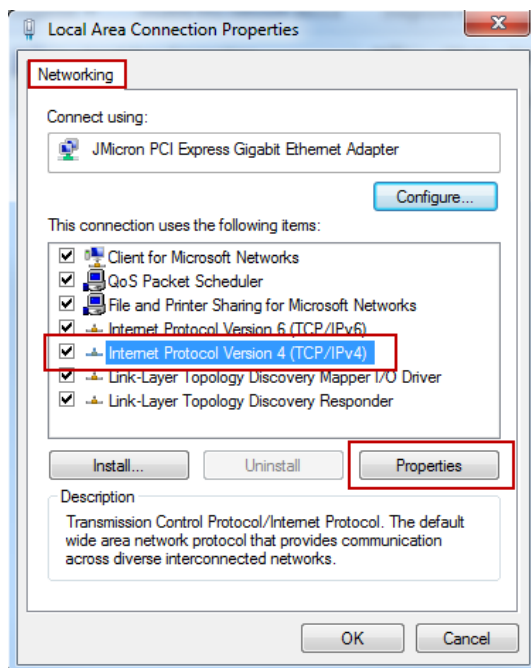 Local Area Connection Properties
Networking
Connect using:
JMicron PCI Express Gigabit Ethernet Adapter
Configure...
This connection uses the following items:
Client for Microsoft Networks
QoS Packet Scheduler
File and Printer Sharing for Microsoft Networks
Internet Protocol Version 6 (TCP/IPv6)
Internet Protocol Version 4 (TCP/IPv4)
Link-Layer Topology Discovery Mapper I/O Driver
Link-Layer Topology Discovery Responder
Install... Uninstall Properties
Description
Transmission Control Protocol/Internet Protocol. The default
wide area network protocol that provides communication
across diverse interconnected networks.
OK Cancel